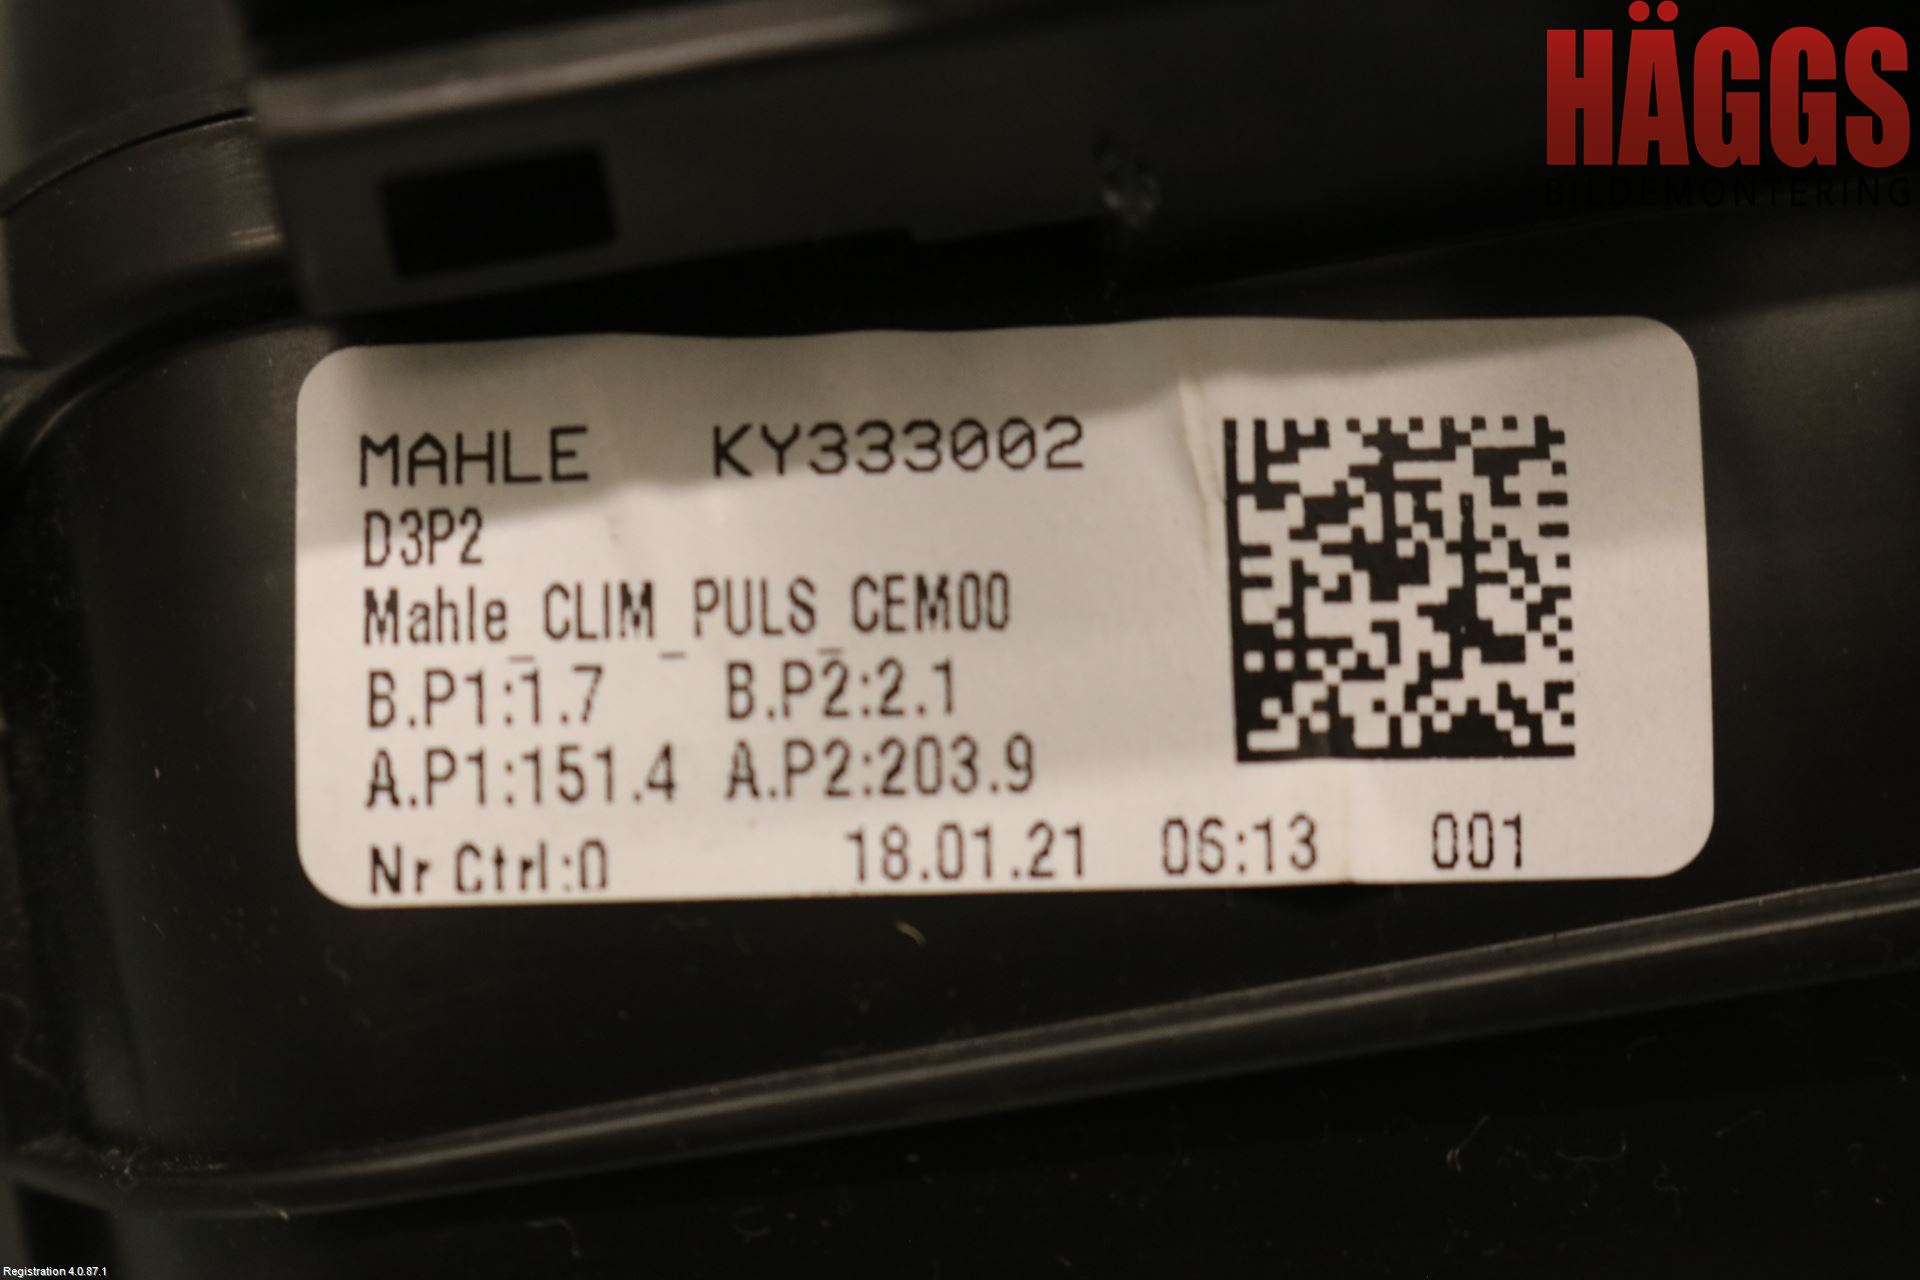 HÄGGS
BILDEMONTERING
MAHLE KY333002
D3P2
Mahle_CLIM_PULS_CEM00
B.P1:1.7 B.P2:2.1
A.P1:151.4 A.P2:203.9
Nr Ctrl:0 18.01.21 06:13 001
Registration 4.0.87.1